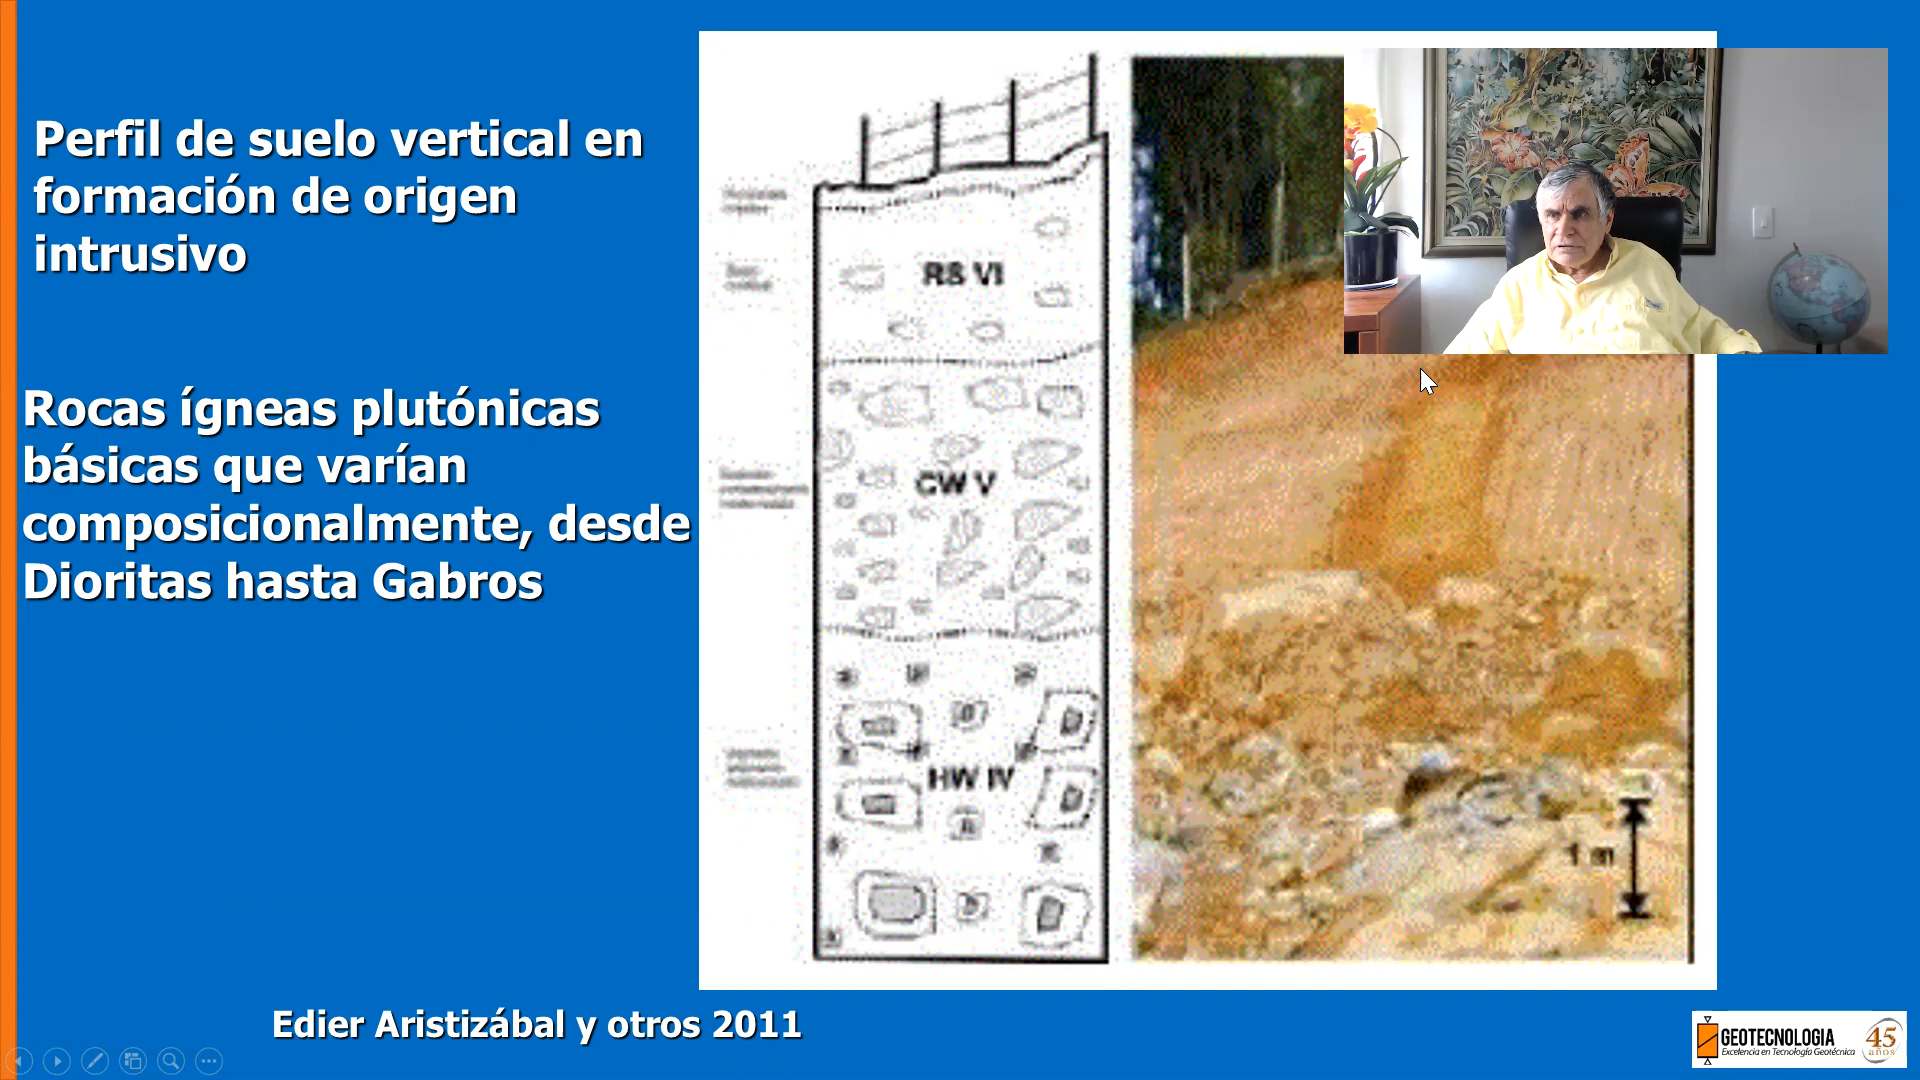 Perfil de suelo vertical en
formación de origen
intrusivo
Rocas ígneas plutónicas
básicas que varían
composicionalmente, desde
Dioritas hasta Gabros
RS VI
CW V
HW IV
1 m
Edier Aristizábal y otros 2011
GEOTECNOLOGIA
Excelencia en Tecnología Geotécnica
45
años